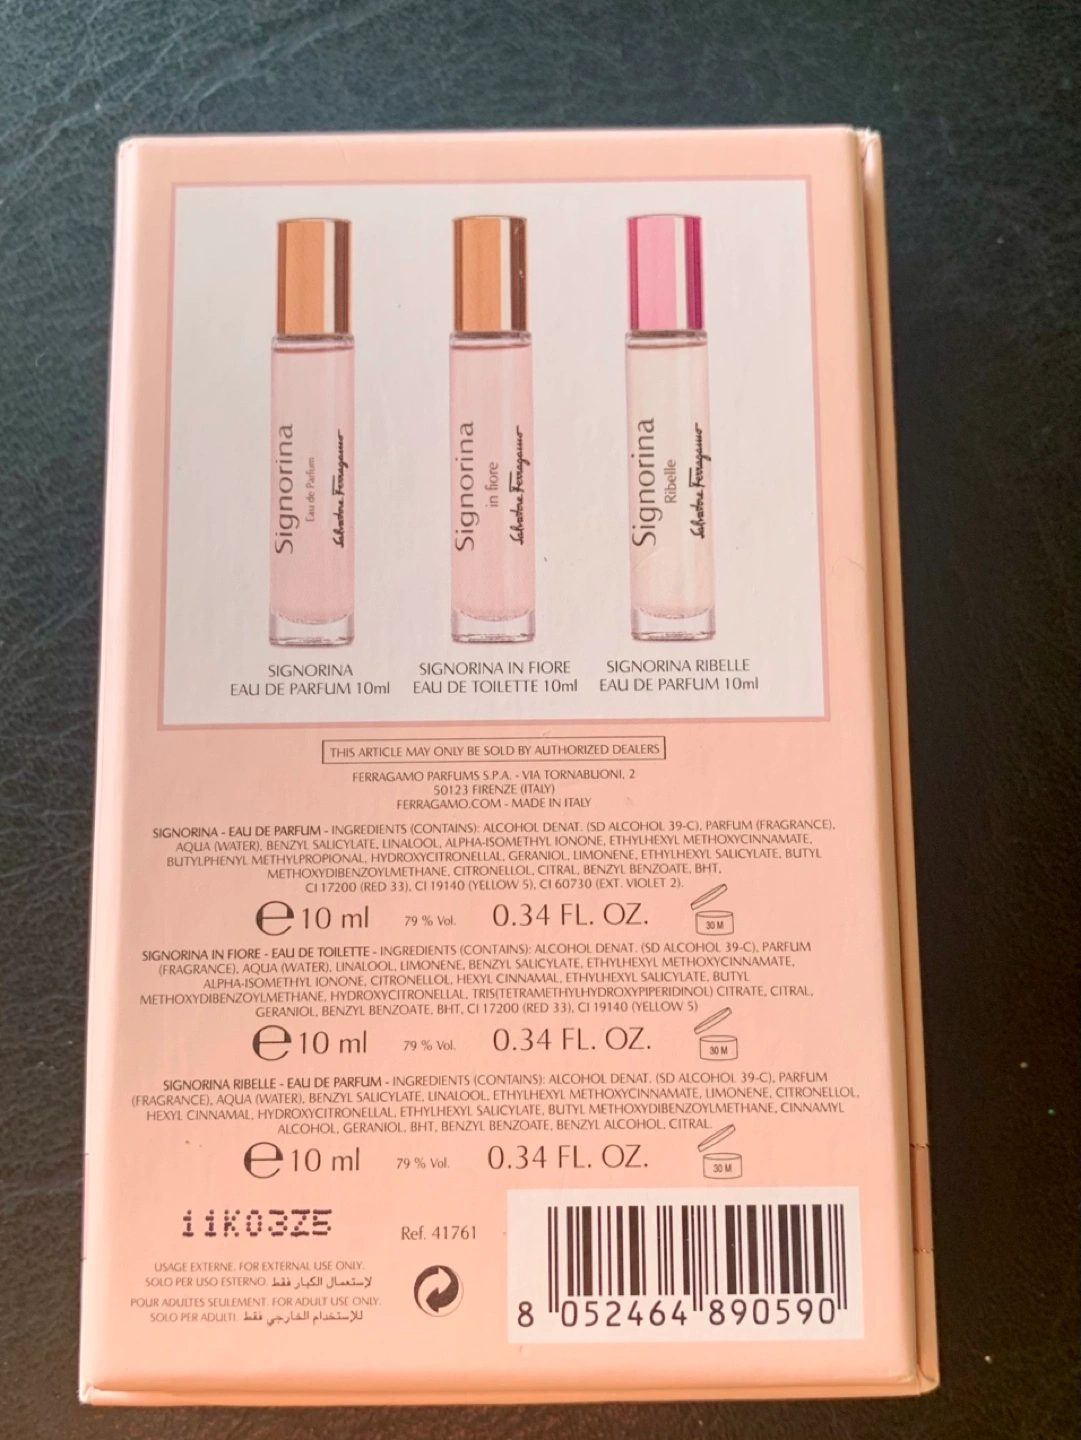 Signorina
Eau de Parfum
Salvatore Ferragamo
Signorina
in fiore
Salvatore Ferragamo
Signorina
Ribelle
Salvatore Ferragamo
SIGNORINA
EAU DE PARFUM 10ml
SIGNORINA IN FIORE
EAU DE TOILETTE 10ml
SIGNORINA RIBELLE
EAU DE PARFUM 10ml
THIS ARTICLE MAY ONLY BE SOLD BY AUTHORIZED DEALERS
FERRAGAMO PARFUMS S.P.A. - VIA TORNABUONI, 2
50123 FIRENZE (ITALY)
FERRAGAMO.COM - MADE IN ITALY
SIGNORINA - EAU DE PARFUM - INGREDIENTS (CONTAINS): ALCOHOL DENAT. (SD ALCOHOL 39-C), PARFUM (FRAGRANCE),
AQUA (WATER), BENZYL SALICYLATE, LINALOOL, ALPHA-ISOMETHYL IONONE, ETHYLHEXYL METHOXYCINNAMATE,
BUTYLPHENYL METHYLPROPIONAL, HYDROXYCITRONELLAL, GERANIOL, LIMONENE, ETHYLHEXYL SALICYLATE, BUTYL
METHOXYDIBENZOYLMETHANE, CITRONELLOL, CITRAL, BENZYL BENZOATE, BHT,
CI 17200 (RED 33), CI 19140 (YELLOW 5), CI 60730 (EXT. VIOLET 2).
℮ 10 ml 79 % Vol. 0.34 FL. OZ. 30 M
SIGNORINA IN FIORE - EAU DE TOILETTE - INGREDIENTS (CONTAINS): ALCOHOL DENAT. (SD ALCOHOL 39-C), PARFUM
(FRAGRANCE), AQUA (WATER), LINALOOL, LIMONENE, BENZYL SALICYLATE, ETHYLHEXYL METHOXYCINNAMATE,
ALPHA-ISOMETHYL IONONE, CITRONELLOL, HEXYL CINNAMAL, ETHYLHEXYL SALICYLATE, BUTYL
METHOXYDIBENZOYLMETHANE, HYDROXYCITRONELLAL, TRIS(TETRAMETHYLHYDROXYPIPERIDINOL) CITRATE, CITRAL,
GERANIOL, BENZYL BENZOATE, BHT, CI 17200 (RED 33), CI 19140 (YELLOW 5)
℮ 10 ml 79 % Vol. 0.34 FL. OZ. 30 M
SIGNORINA RIBELLE - EAU DE PARFUM - INGREDIENTS (CONTAINS): ALCOHOL DENAT. (SD ALCOHOL 39-C), PARFUM
(FRAGRANCE), AQUA (WATER), BENZYL SALICYLATE, LINALOOL, ETHYLHEXYL METHOXYCINNAMATE, LIMONENE, CITRONELLOL,
HEXYL CINNAMAL, HYDROXYCITRONELLAL, ETHYLHEXYL SALICYLATE, BUTYL METHOXYDIBENZOYLMETHANE, CINNAMYL
ALCOHOL, GERANIOL, BHT, BENZYL BENZOATE, BENZYL ALCOHOL, CITRAL.
℮ 10 ml 79 % Vol. 0.34 FL. OZ. 30 M
iiK03ZE
Ref. 41761
USAGE EXTERNE. FOR EXTERNAL USE ONLY.
SOLO PER USO ESTERNO. لإستعمال الكبار فقط
POUR ADULTES SEULEMENT. FOR ADULT USE ONLY.
SOLO PER ADULTI. للإستخدام الخارجي فقط
8 052464 890590